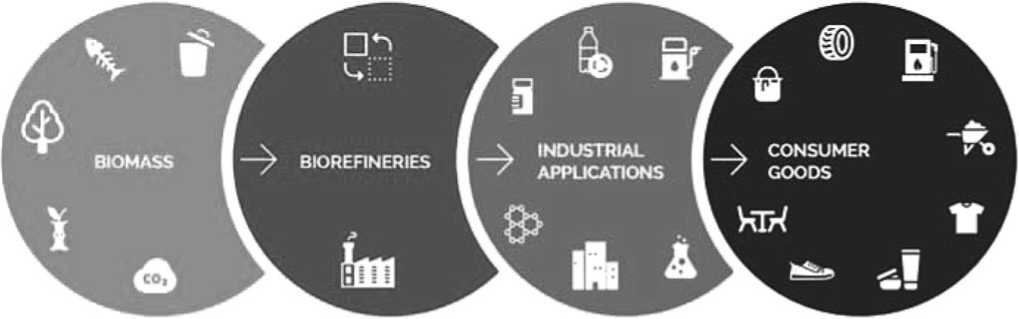 BIOMASS
BIOREFINERIES
INDUSTRIAL
APPLICATIONS
CONSUMER
GOODS
CO₂